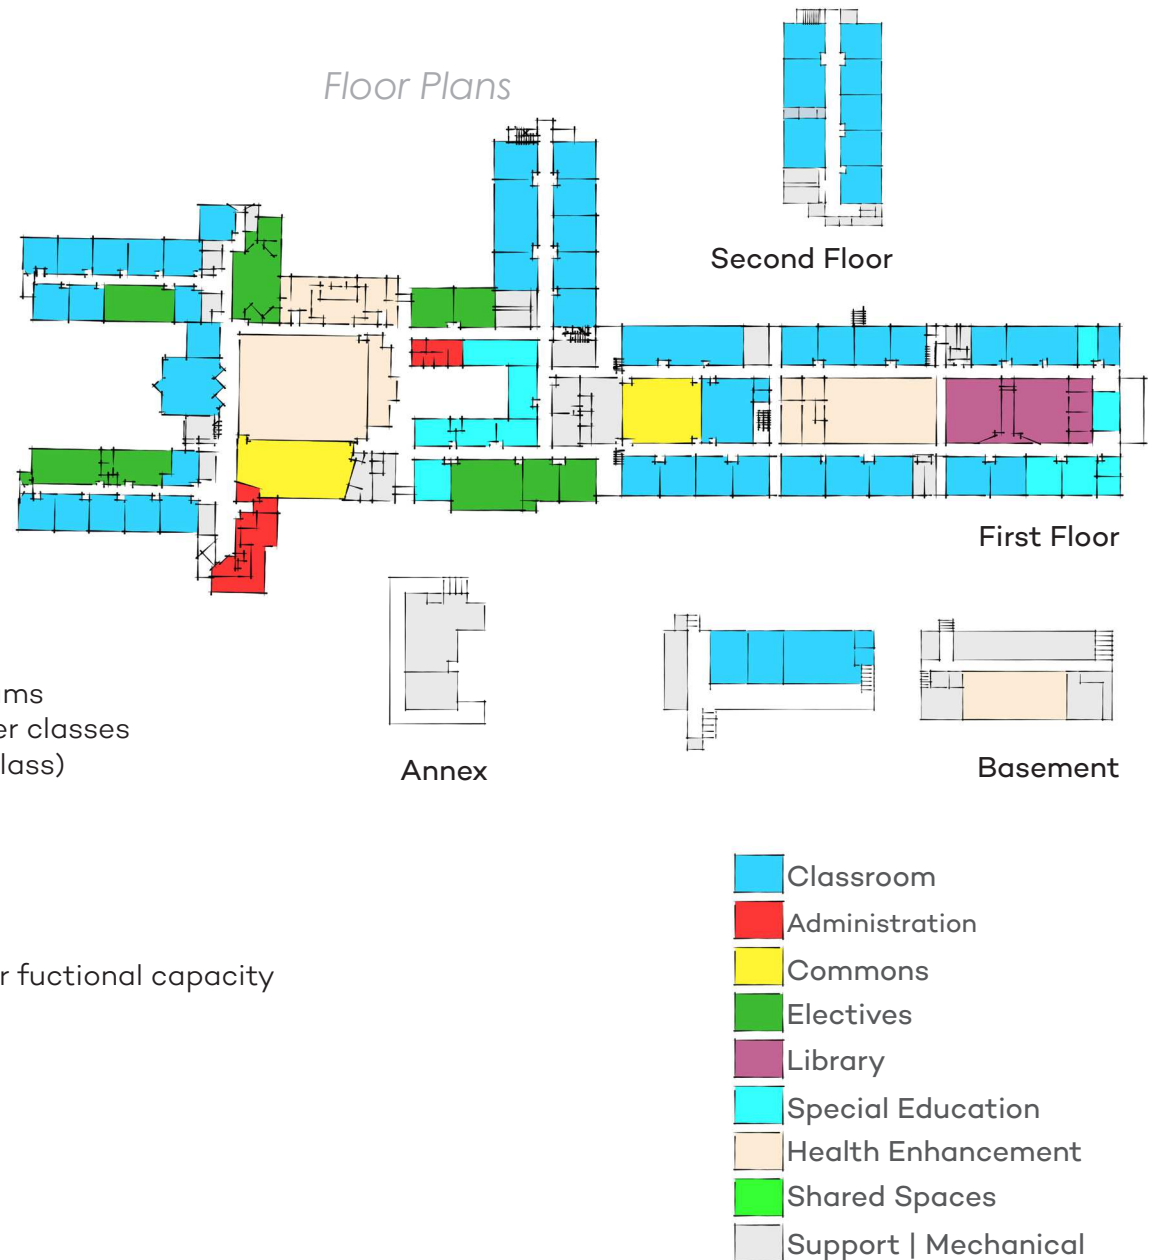 Floor Plans
Second Floor
First Floor
ams
er classes
lass)
Annex
Basement
Classroom
Administration
Commons
r fuctional capacity
Electives
Library
Special Education
Health Enhancement
Shared Spaces
Support | Mechanical